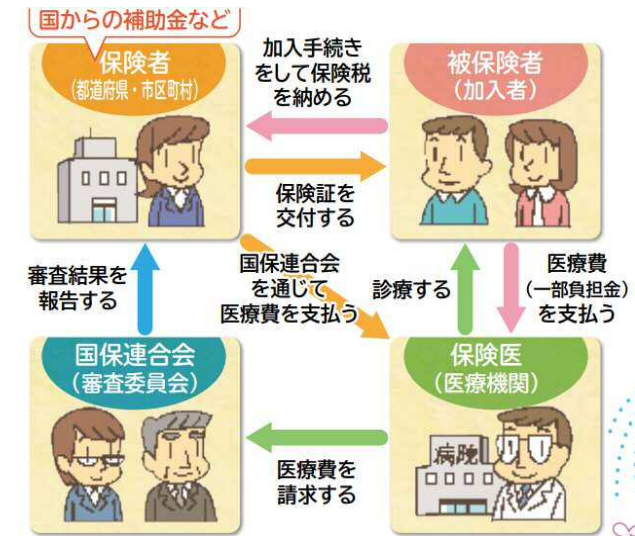 国からの補助金など
保険者
（都道府県・市区町村）
加入手続き
をして保険税
を納める
被保険者
（加入者）
保険証を
交付する
審査結果を
報告する
国保連合会
を通じて
医療費を支払う
診療する
医療費
（一部負担金）
を支払う
国保連合会
（審査委員会）
保険医
（医療機関）
病院
医療費を
請求する